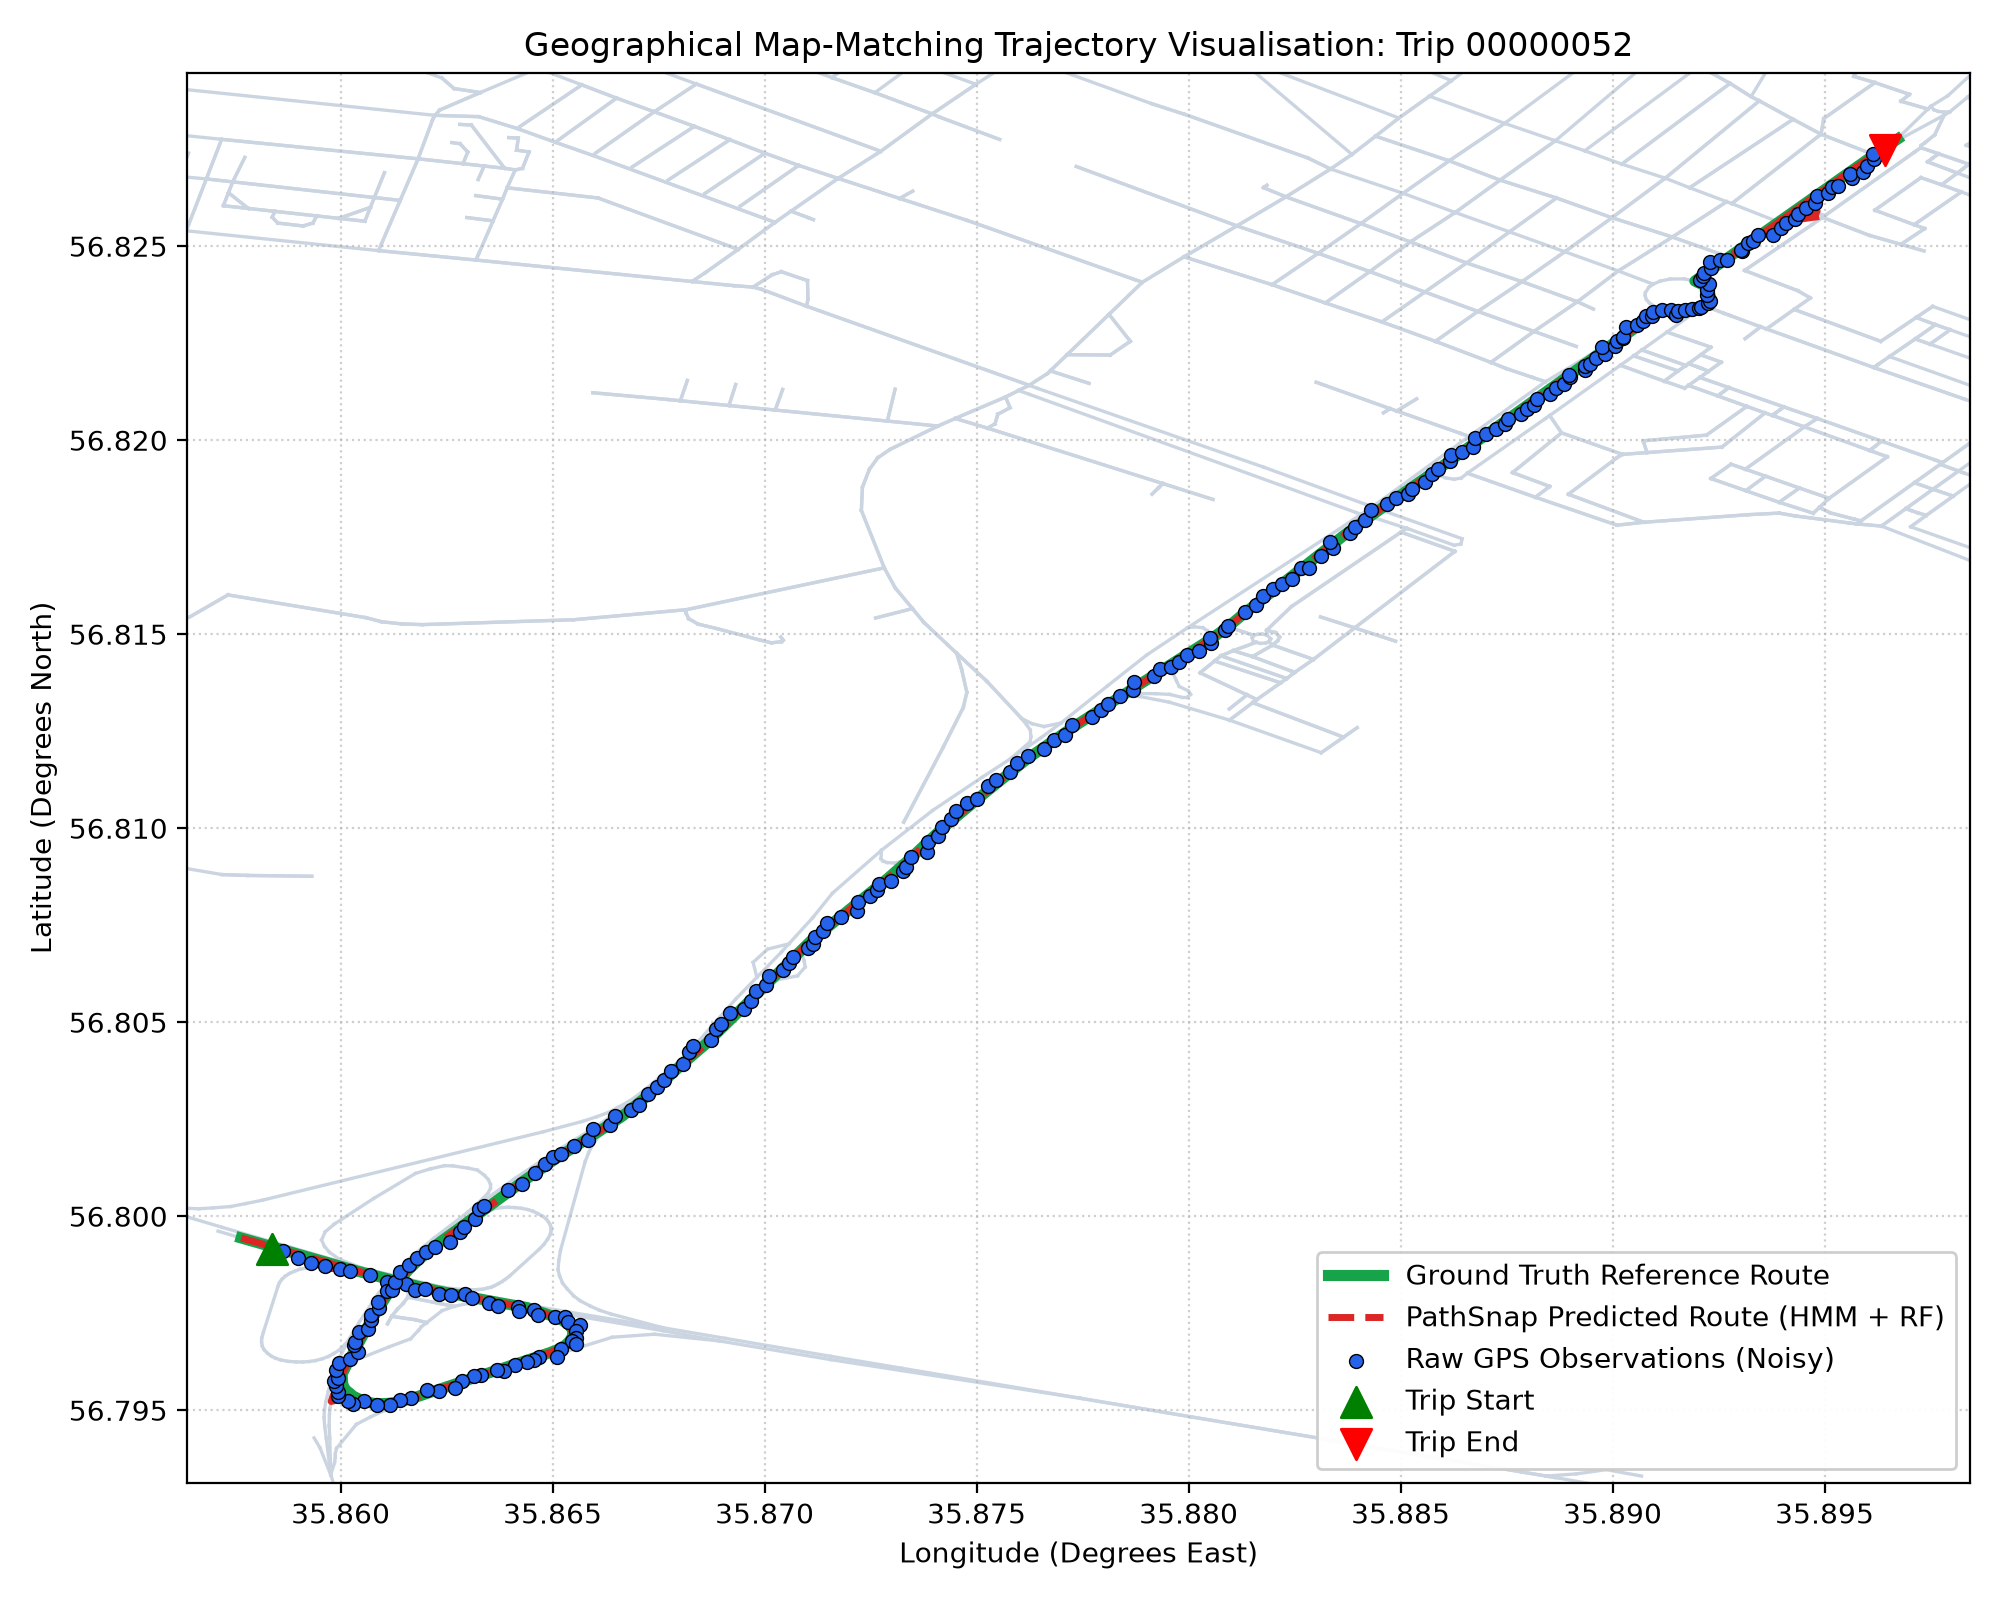 Geographical Map-Matching Trajectory Visualisation: Trip 00000052
Latitude (Degrees North)
56.825
56.820
56.815
56.810
56.805
56.800
56.795
Ground Truth Reference Route
PathSnap Predicted Route (HMM + RF)
Raw GPS Observations (Noisy)
Trip Start
Trip End
35.860
35.865
35.870
35.875
35.880
35.885
35.890
35.895
Longitude (Degrees East)